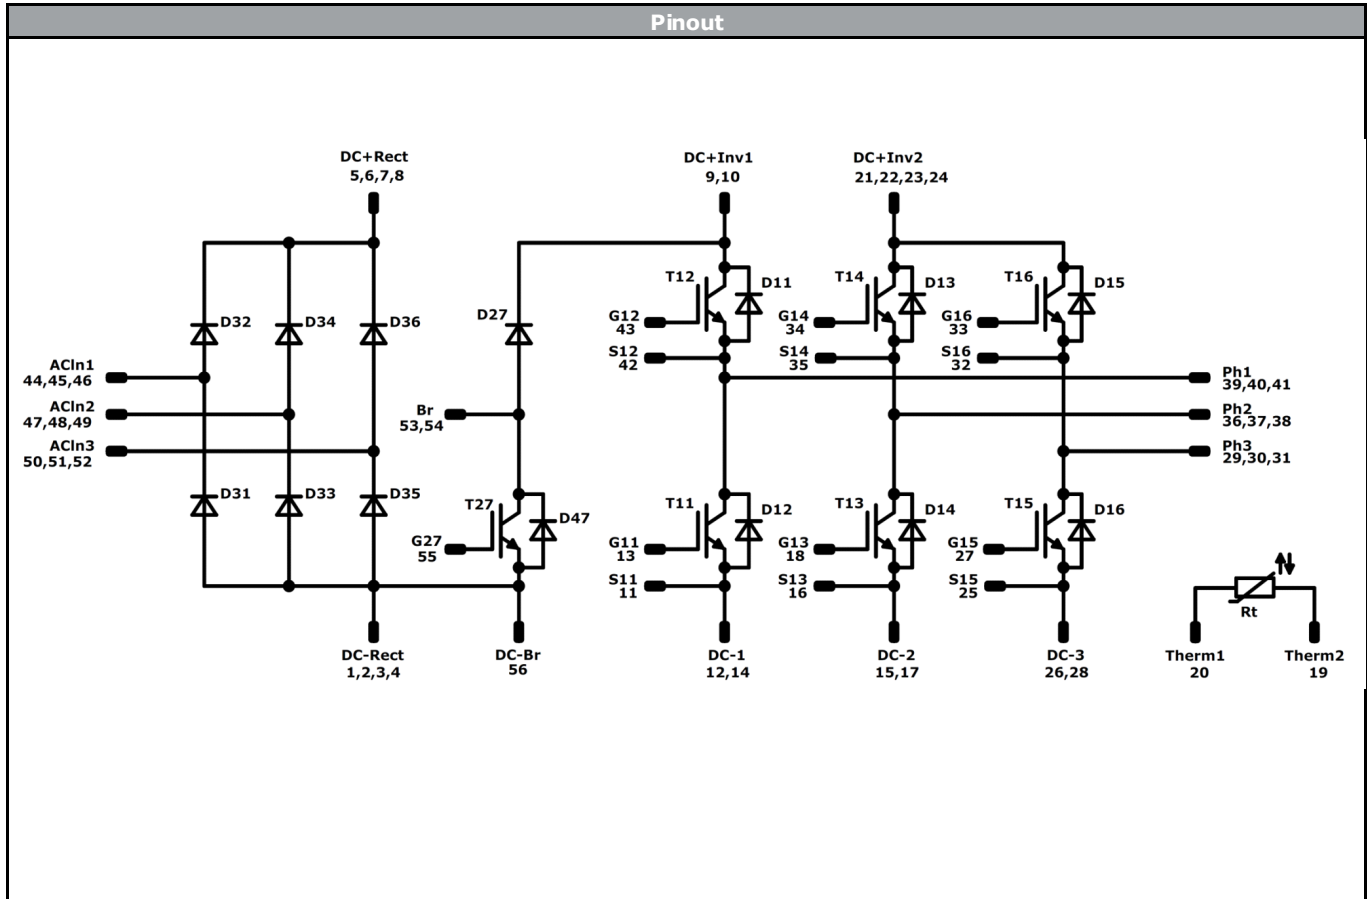 Pinout
DC+Rect
5,6,7,8
DC+Inv1
9,10
DC+Inv2
21,22,23,24
T12
D11
T14
D13
T16
D15
D32
D34
D36
D27
G12
43
G14
34
G16
33
S12
42
S14
35
S16
32
ACIn1
44,45,46
ACIn2
47,48,49
ACIn3
50,51,52
Br
53,54
Ph1
39,40,41
Ph2
36,37,38
Ph3
29,30,31
D31
D33
D35
T27
D47
T11
D12
T13
D14
T15
D16
G27
55
G11
13
G13
18
G15
27
S11
11
S13
16
S15
25
Rt
DC-Rect
1,2,3,4
DC-Br
56
DC-1
12,14
DC-2
15,17
DC-3
26,28
Therm1
20
Therm2
19